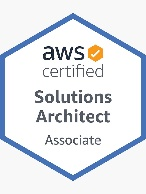 aws
certified
Solutions
Architect
Associate